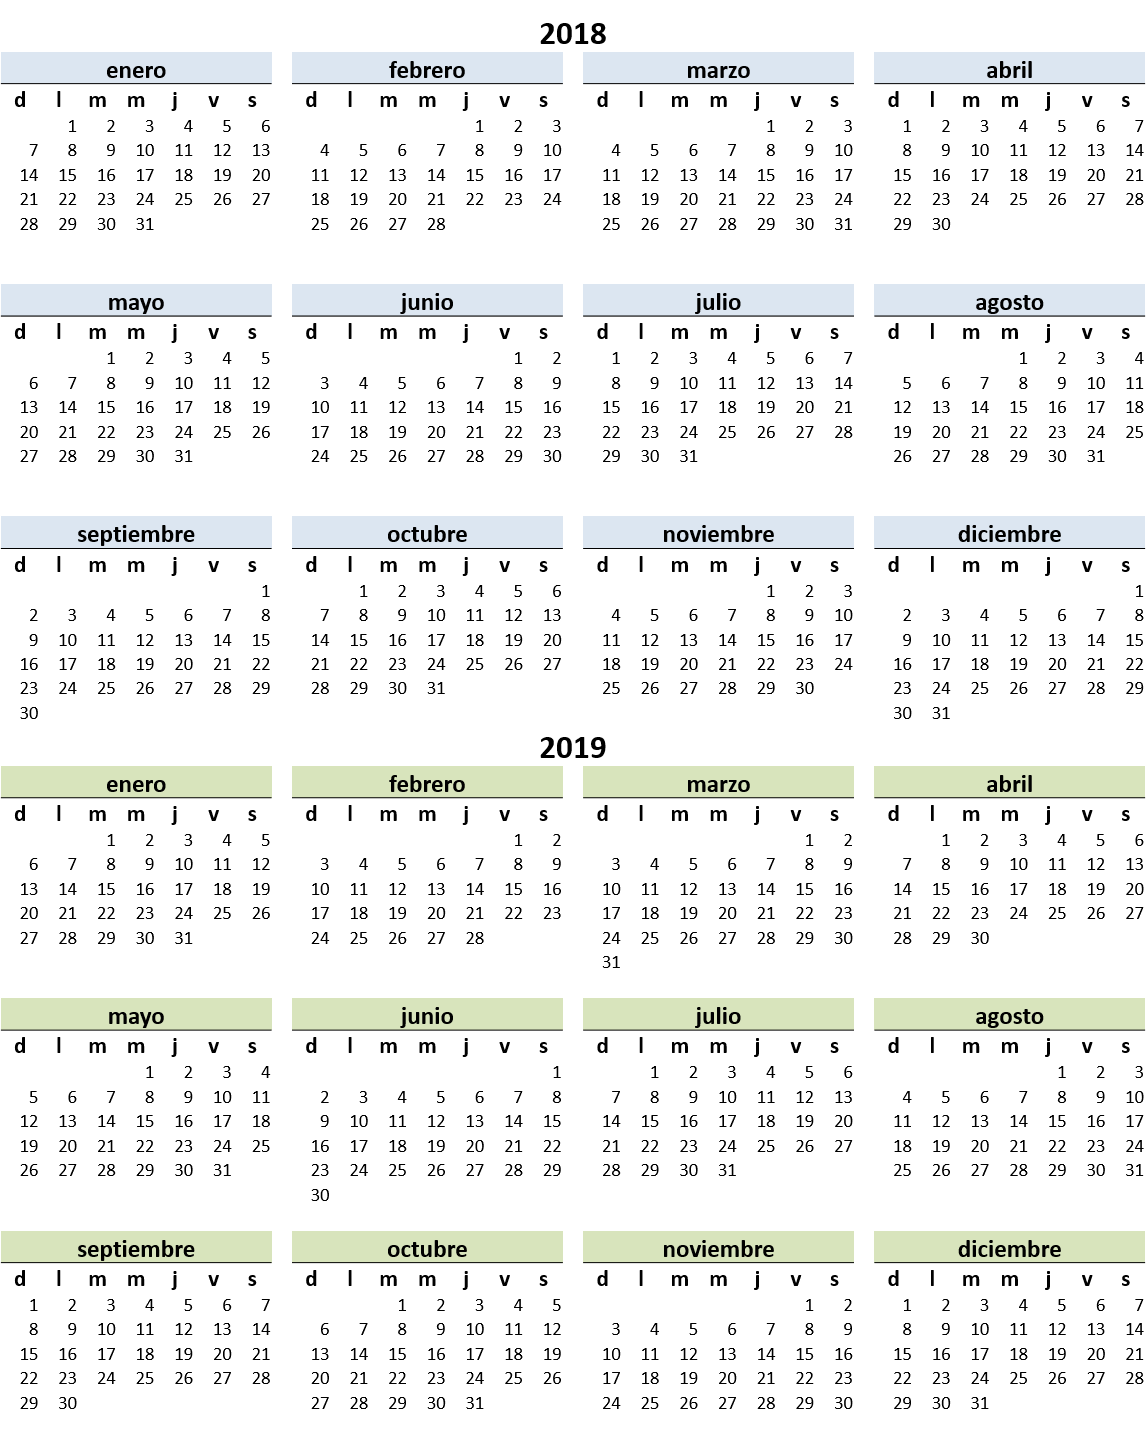 2018
enero febrero marzo abril
d l m m j v s d l m m j v s d l m m j v s d l m m j v s
1 2 3 4 5 6 1 2 3 1 2 3 1 2 3 4 5 6 7
7 8 9 10 11 12 13 4 5 6 7 8 9 10 4 5 6 7 8 9 10 8 9 10 11 12 13 14
14 15 16 17 18 19 20 11 12 13 14 15 16 17 11 12 13 14 15 16 17 15 16 17 18 19 20 21
21 22 23 24 25 26 27 18 19 20 21 22 23 24 18 19 20 21 22 23 24 22 23 24 25 26 27 28
28 29 30 31 25 26 27 28 25 26 27 28 29 30 31 29 30
mayo junio julio agosto
d l m m j v s d l m m j v s d l m m j v s d l m m j v s
1 2 3 4 5 1 2 1 2 3 4 5 6 7 1 2 3 4
6 7 8 9 10 11 12 3 4 5 6 7 8 9 8 9 10 11 12 13 14 5 6 7 8 9 10 11
13 14 15 16 17 18 19 10 11 12 13 14 15 16 15 16 17 18 19 20 21 12 13 14 15 16 17 18
20 21 22 23 24 25 26 17 18 19 20 21 22 23 22 23 24 25 26 27 28 19 20 21 22 23 24 25
27 28 29 30 31 24 25 26 27 28 29 30 29 30 31 26 27 28 29 30 31
septiembre octubre noviembre diciembre
d l m m j v s d l m m j v s d l m m j v s d l m m j v s
1 1 2 3 4 5 6 1 2 3 1
2 3 4 5 6 7 8 7 8 9 10 11 12 13 4 5 6 7 8 9 10 2 3 4 5 6 7 8
9 10 11 12 13 14 15 14 15 16 17 18 19 20 11 12 13 14 15 16 17 9 10 11 12 13 14 15
16 17 18 19 20 21 22 21 22 23 24 25 26 27 18 19 20 21 22 23 24 16 17 18 19 20 21 22
23 24 25 26 27 28 29 28 29 30 31 25 26 27 28 29 30 23 24 25 26 27 28 29
30 30 31
2019
enero febrero marzo abril
d l m m j v s d l m m j v s d l m m j v s d l m m j v s
1 2 3 4 5 1 2 1 2 1 2 3 4 5 6
6 7 8 9 10 11 12 3 4 5 6 7 8 9 3 4 5 6 7 8 9 7 8 9 10 11 12 13
13 14 15 16 17 18 19 10 11 12 13 14 15 16 10 11 12 13 14 15 16 14 15 16 17 18 19 20
20 21 22 23 24 25 26 17 18 19 20 21 22 23 17 18 19 20 21 22 23 21 22 23 24 25 26 27
27 28 29 30 31 24 25 26 27 28 24 25 26 27 28 29 30 28 29 30
31
mayo junio julio agosto
d l m m j v s d l m m j v s d l m m j v s d l m m j v s
1 2 3 4 1 1 2 3 4 5 6 1 2 3
5 6 7 8 9 10 11 2 3 4 5 6 7 8 7 8 9 10 11 12 13 4 5 6 7 8 9 10
12 13 14 15 16 17 18 9 10 11 12 13 14 15 14 15 16 17 18 19 20 11 12 13 14 15 16 17
19 20 21 22 23 24 25 16 17 18 19 20 21 22 21 22 23 24 25 26 27 18 19 20 21 22 23 24
26 27 28 29 30 31 23 24 25 26 27 28 29 28 29 30 31 25 26 27 28 29 30 31
30
septiembre octubre noviembre diciembre
d l m m j v s d l m m j v s d l m m j v s d l m m j v s
1 2 3 4 5 6 7 1 2 3 4 5 1 2 1 2 3 4 5 6 7
8 9 10 11 12 13 14 6 7 8 9 10 11 12 3 4 5 6 7 8 9 8 9 10 11 12 13 14
15 16 17 18 19 20 21 13 14 15 16 17 18 19 10 11 12 13 14 15 16 15 16 17 18 19 20 21
22 23 24 25 26 27 28 20 21 22 23 24 25 26 17 18 19 20 21 22 23 22 23 24 25 26 27 28
29 30 27 28 29 30 31 24 25 26 27 28 29 30 29 30 31